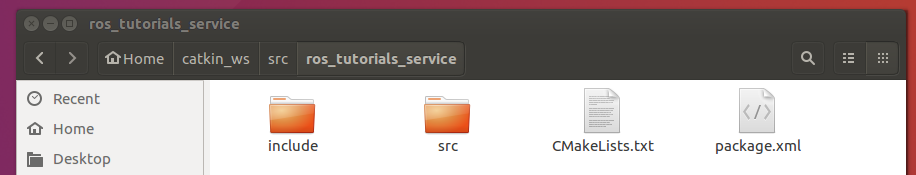 ros_tutorials_service
Home catkin_ws src ros_tutorials_service
Recent
Home
Desktop
include src CMakeLists.txt package.xml